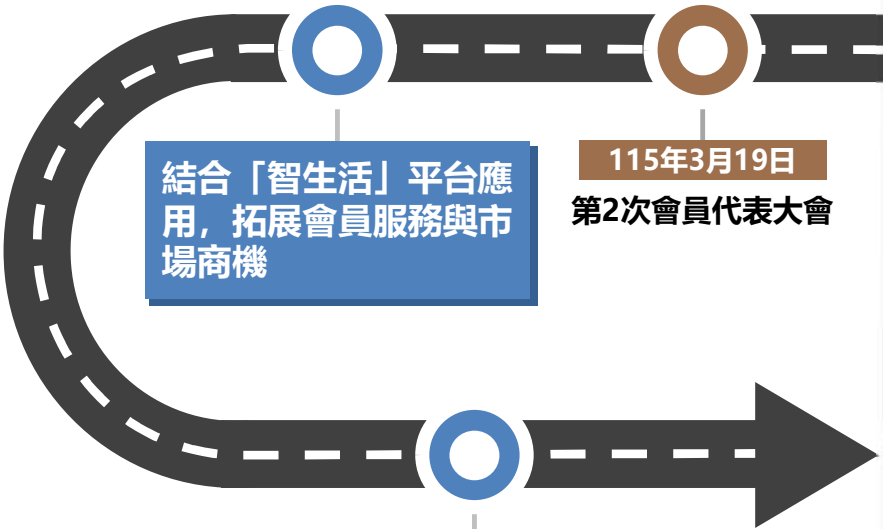 結合「智生活」平台應
用，拓展會員服務與市
場商機
115年3月19日
第2次會員代表大會